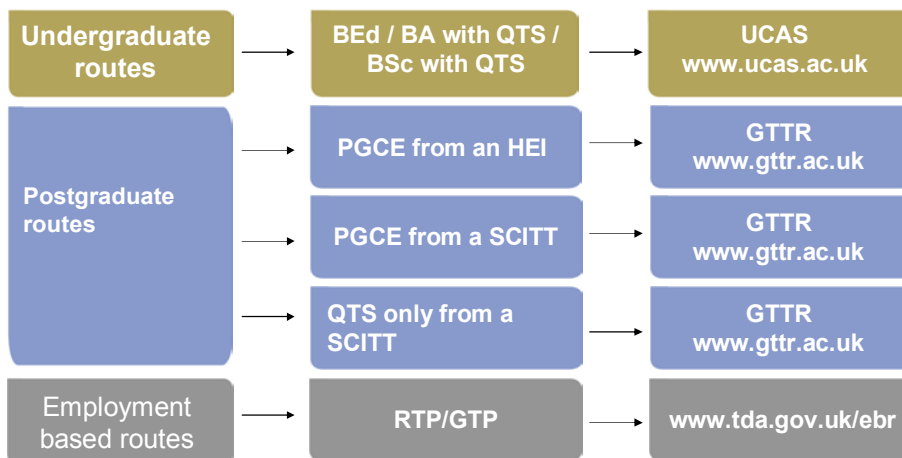 Undergraduate
routes
BEd / BA with QTS /
BSc with QTS
UCAS
www.ucas.ac.uk
Postgraduate
routes
PGCE from an HEI
GTTR
www.gttr.ac.uk
PGCE from a SCITT
GTTR
www.gttr.ac.uk
QTS only from a
SCITT
GTTR
www.gttr.ac.uk
Employment
based routes
RTP/GTP
www.tda.gov.uk/ebr